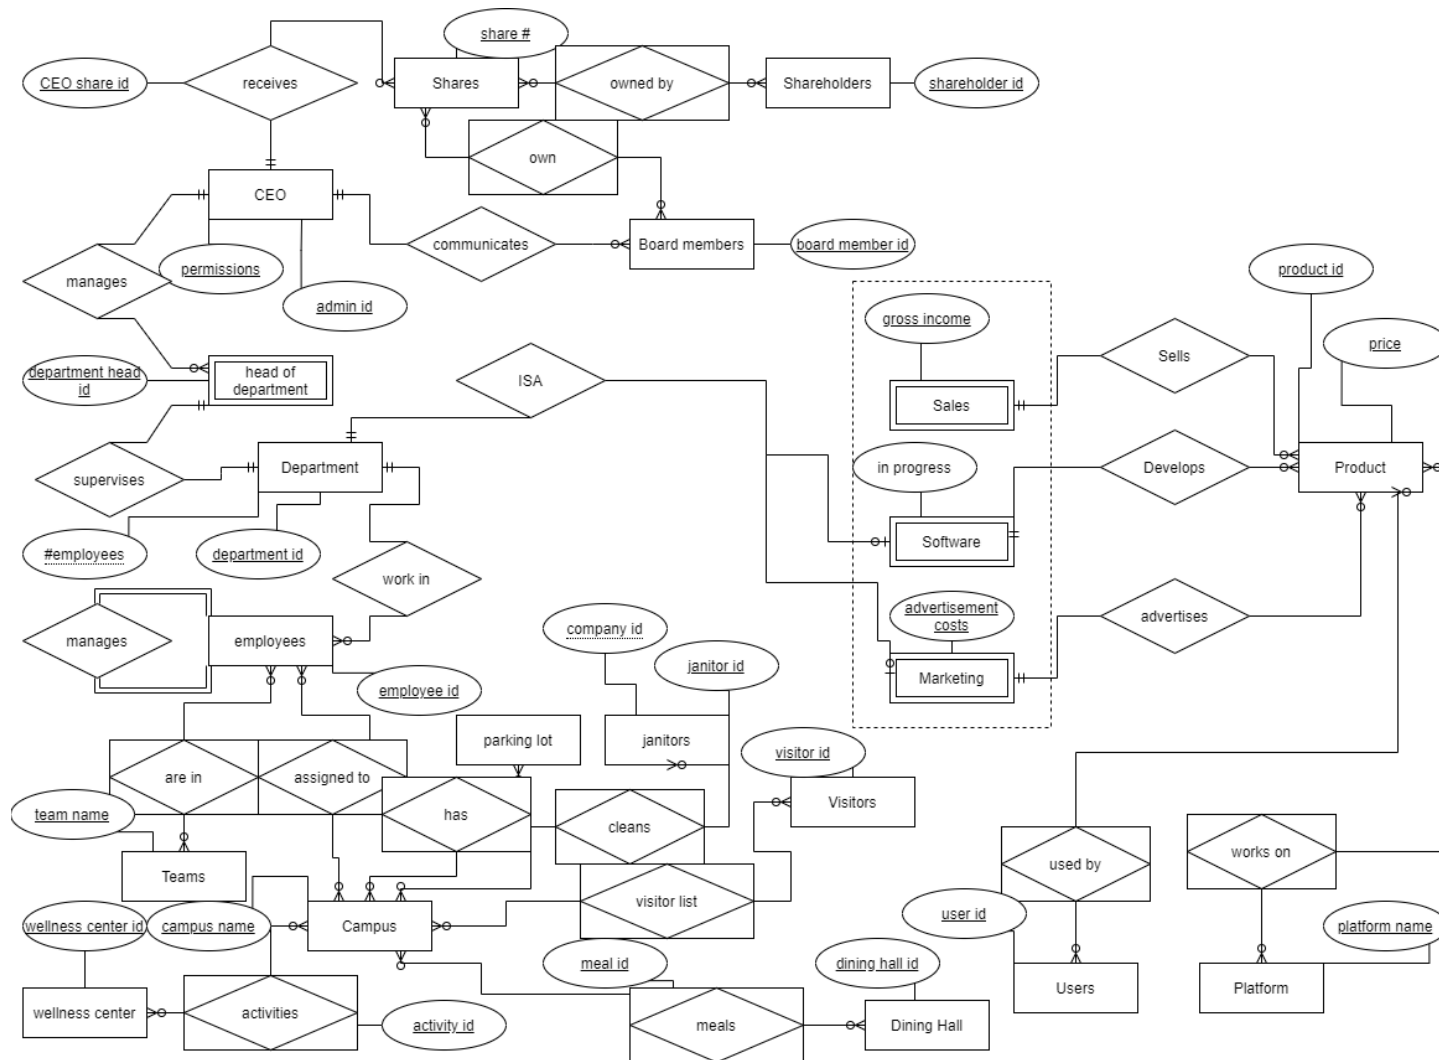 share #
CEO share id
receives
Shares
owned by
Shareholders
shareholder id
own
CEO
communicates
Board members
board member id
manages
permissions
admin id
product id
gross income
price
Sells
department head
id
head of
department
ISA
Sales
in progress
Department
supervises
Develops
Product
#employees
department id
Software
work in
manages
employees
company id
advertisement
costs
advertises
employee id
janitor id
Marketing
parking lot
janitors
visitor id
are in
assigned to
has
team name
cleans
Visitors
used by
works on
Teams
visitor list
wellness center id
campus name
Campus
user id
platform name
meal id
dining hall id
wellness center
activities
activity id
meals
Dining Hall
Users
Platform